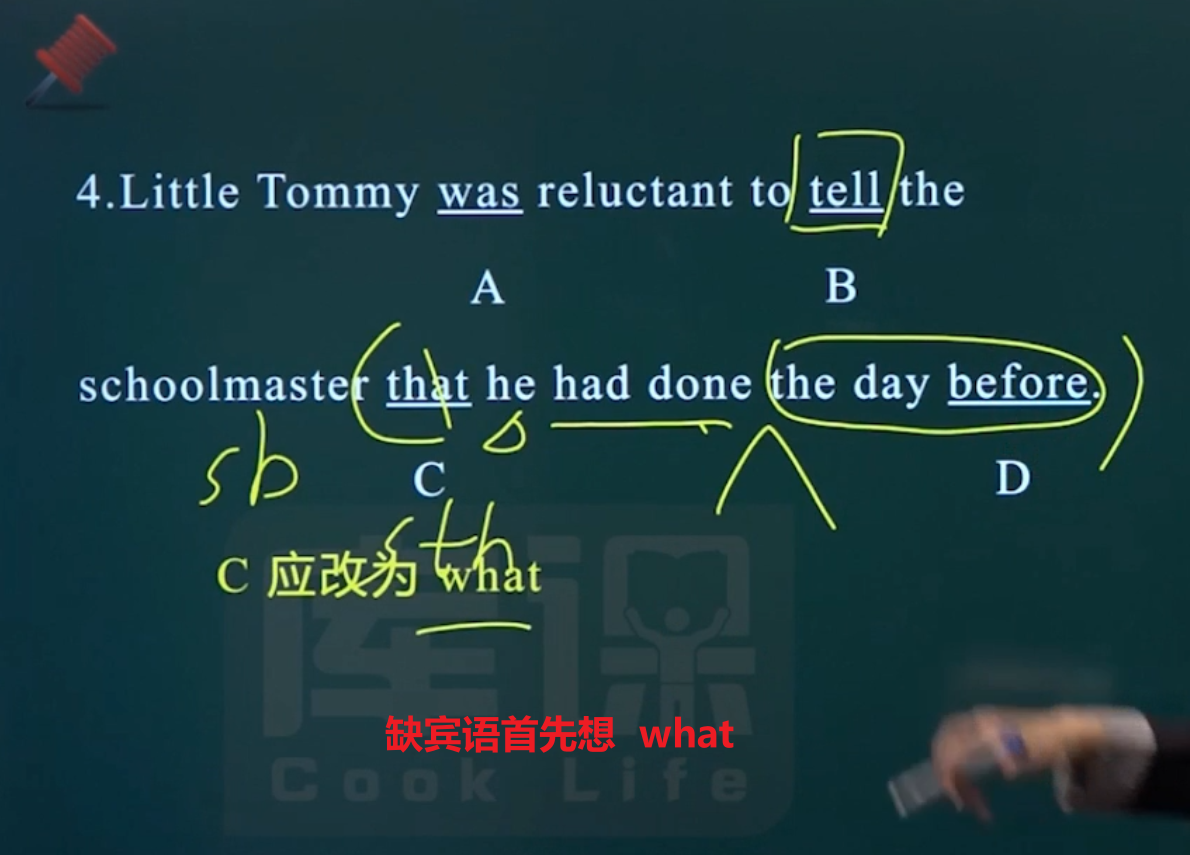 4.Little Tommy was reluctant to tell the
A B
schoolmaster that he had done the day before.
sb C s D
sth
C 应改为 what
缺宾语首先想 what
库课
Cook Life